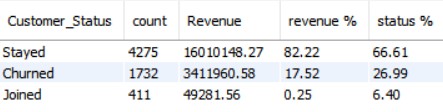 Customer_Status count Revenue revenue % status %
Stayed 4275 16010148.27 82.22 66.61
Churned 1732 3411960.58 17.52 26.99
Joined 411 49281.56 0.25 6.40